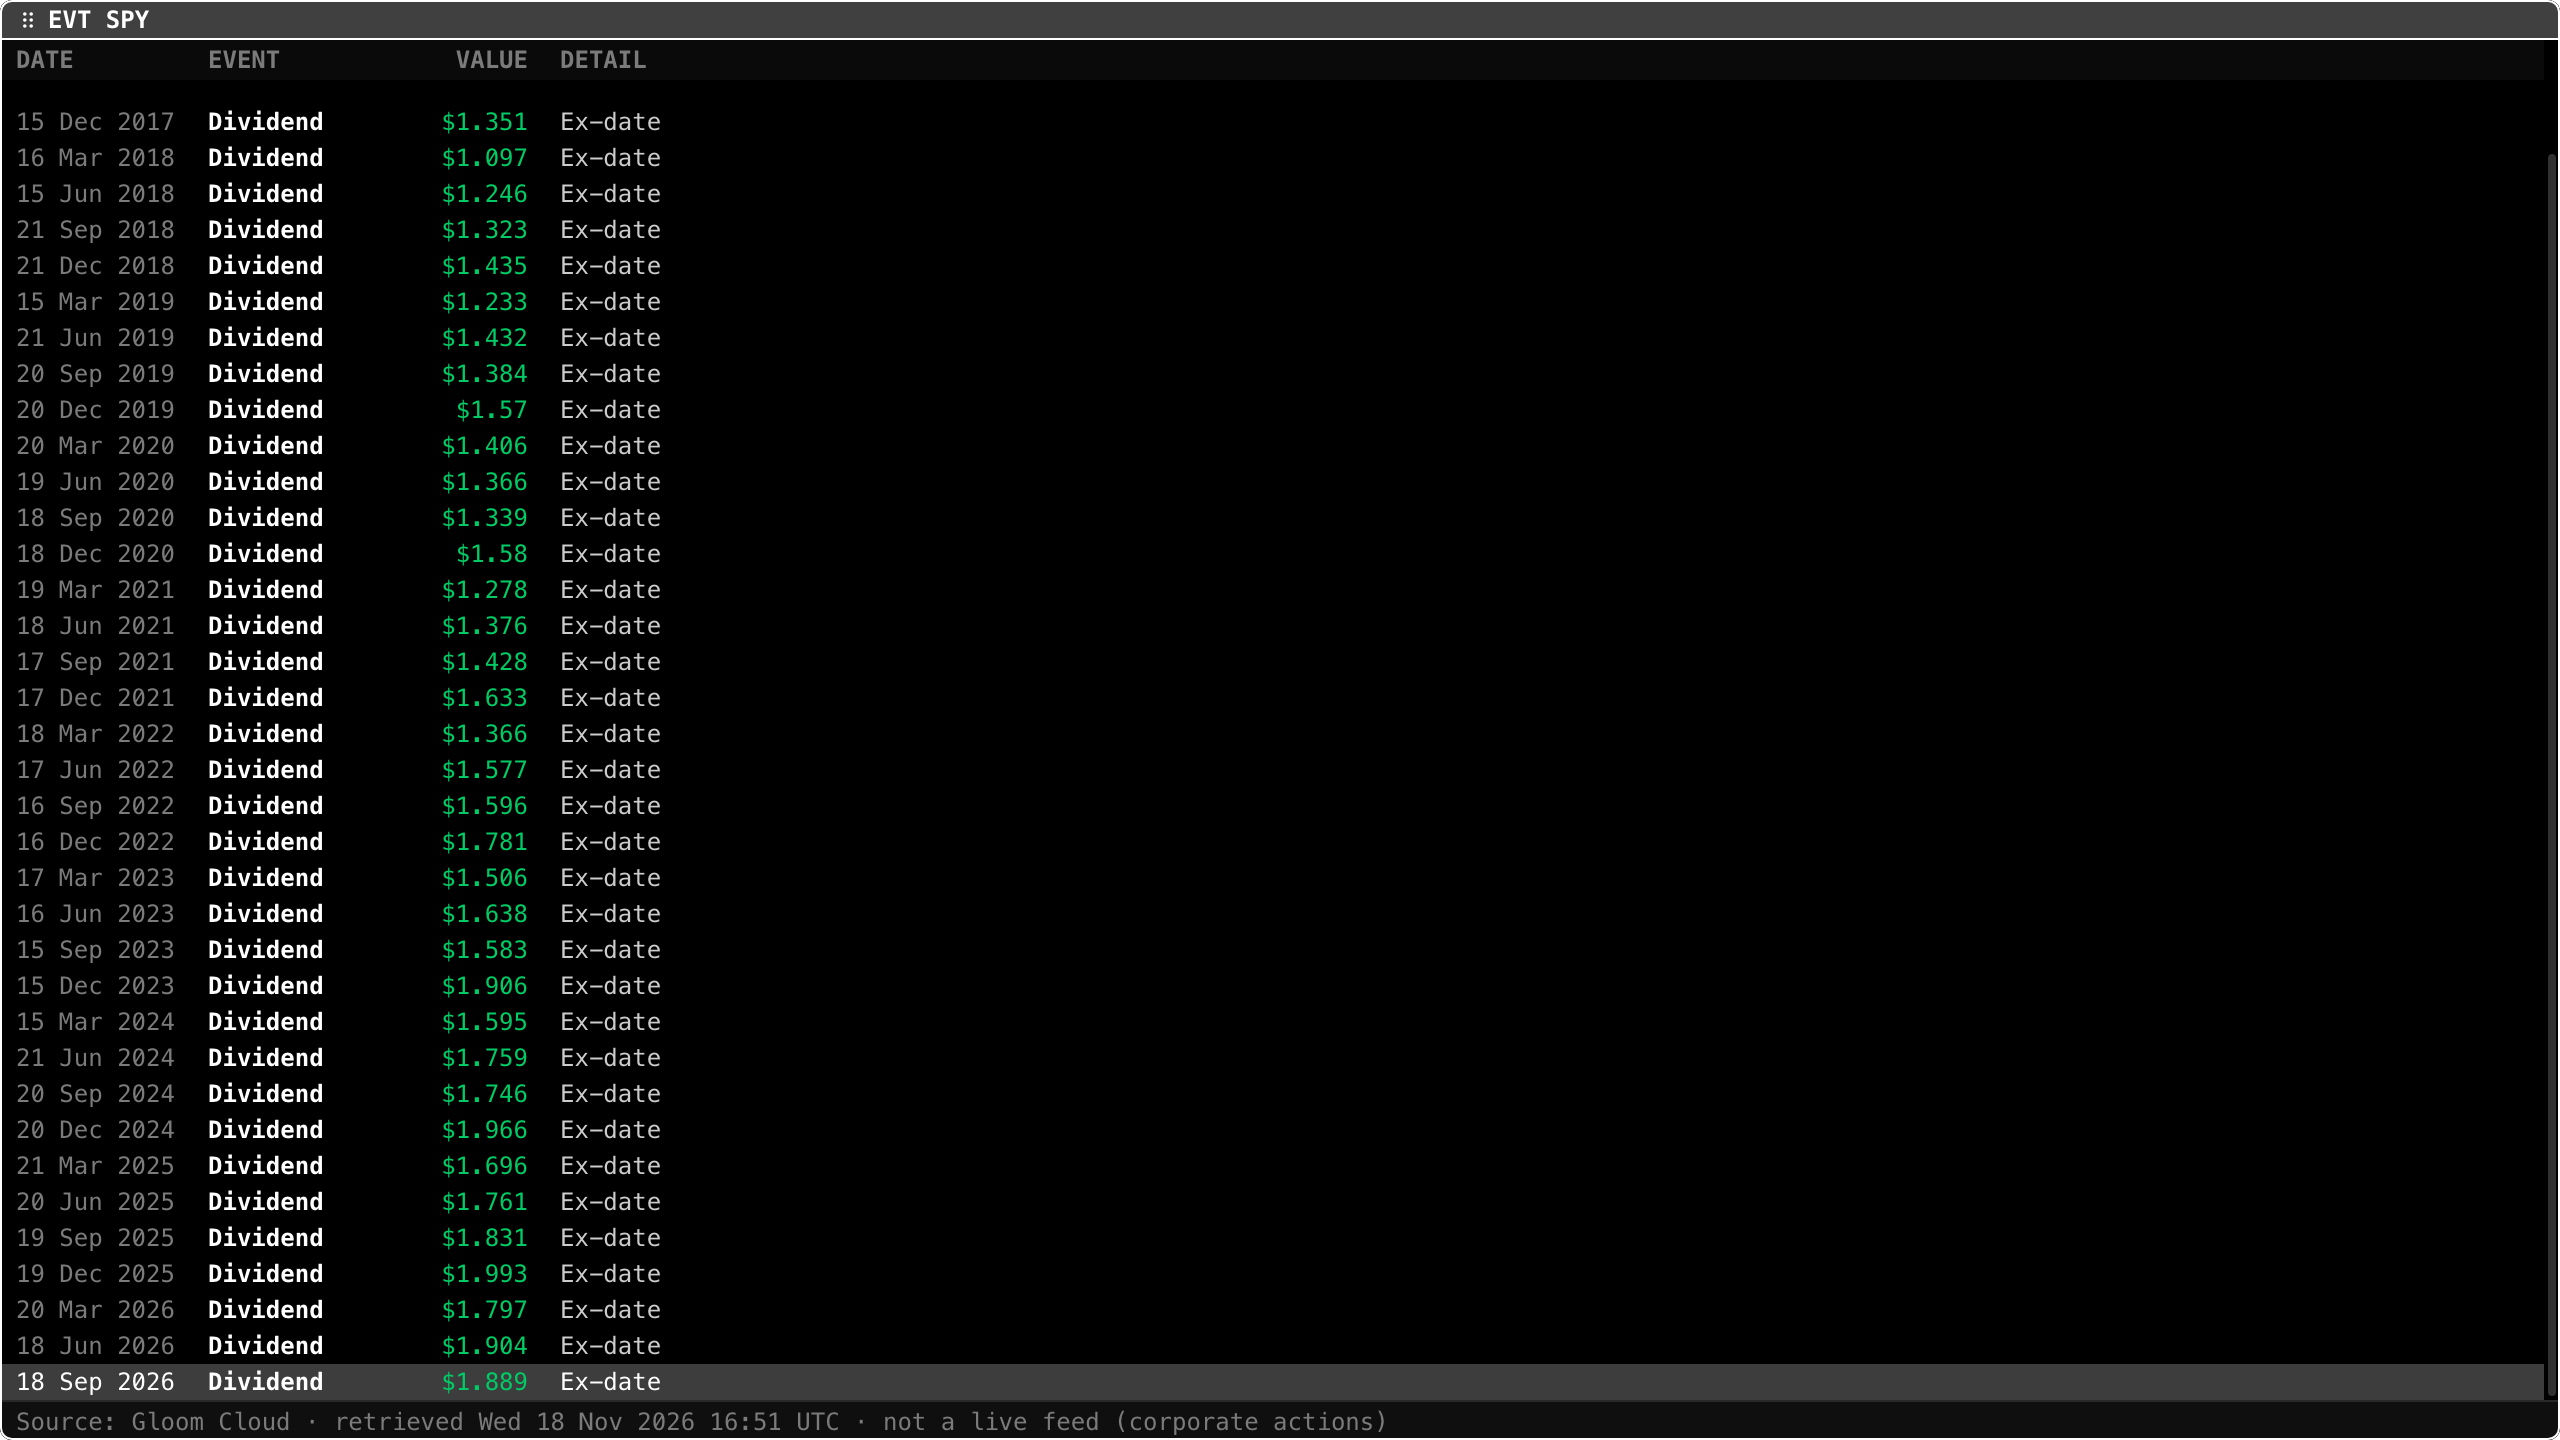 EVT SPY
DATE EVENT VALUE DETAIL
15 Dec 2017 Dividend $1.351 Ex-date
16 Mar 2018 Dividend $1.097 Ex-date
15 Jun 2018 Dividend $1.246 Ex-date
21 Sep 2018 Dividend $1.323 Ex-date
21 Dec 2018 Dividend $1.435 Ex-date
15 Mar 2019 Dividend $1.233 Ex-date
21 Jun 2019 Dividend $1.432 Ex-date
20 Sep 2019 Dividend $1.384 Ex-date
20 Dec 2019 Dividend $1.57 Ex-date
20 Mar 2020 Dividend $1.406 Ex-date
19 Jun 2020 Dividend $1.366 Ex-date
18 Sep 2020 Dividend $1.339 Ex-date
18 Dec 2020 Dividend $1.58 Ex-date
19 Mar 2021 Dividend $1.278 Ex-date
18 Jun 2021 Dividend $1.376 Ex-date
17 Sep 2021 Dividend $1.428 Ex-date
17 Dec 2021 Dividend $1.633 Ex-date
18 Mar 2022 Dividend $1.366 Ex-date
17 Jun 2022 Dividend $1.577 Ex-date
16 Sep 2022 Dividend $1.596 Ex-date
16 Dec 2022 Dividend $1.781 Ex-date
17 Mar 2023 Dividend $1.506 Ex-date
16 Jun 2023 Dividend $1.638 Ex-date
15 Sep 2023 Dividend $1.583 Ex-date
15 Dec 2023 Dividend $1.906 Ex-date
15 Mar 2024 Dividend $1.595 Ex-date
21 Jun 2024 Dividend $1.759 Ex-date
20 Sep 2024 Dividend $1.746 Ex-date
20 Dec 2024 Dividend $1.966 Ex-date
21 Mar 2025 Dividend $1.696 Ex-date
20 Jun 2025 Dividend $1.761 Ex-date
19 Sep 2025 Dividend $1.831 Ex-date
19 Dec 2025 Dividend $1.993 Ex-date
20 Mar 2026 Dividend $1.797 Ex-date
18 Jun 2026 Dividend $1.904 Ex-date
18 Sep 2026 Dividend $1.889 Ex-date
Source: Gloom Cloud · retrieved Wed 18 Nov 2026 16:51 UTC · not a live feed (corporate actions)